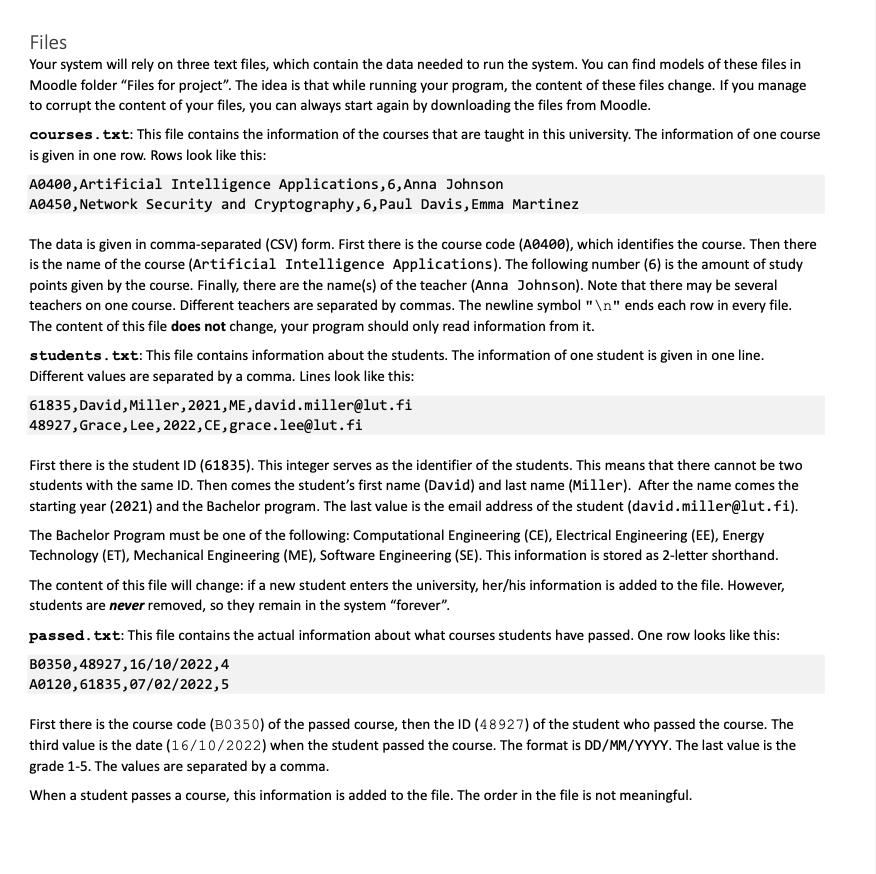 Files
Your system will rely on three text files, which contain the data needed to run the system. You can find models of these files in
Moodle folder “Files for project”. The idea is that while running your program, the content of these files change. If you manage
to corrupt the content of your files, you can always start again by downloading the files from Moodle.
courses.txt: This file contains the information of the courses that are taught in this university. The information of one course
is given in one row. Rows look like this:
A0400,Artificial Intelligence Applications,6,Anna Johnson
A0450,Network Security and Cryptography,6,Paul Davis,Emma Martinez
The data is given in comma-separated (CSV) form. First there is the course code (A0400), which identifies the course. Then there
is the name of the course (Artificial Intelligence Applications). The following number (6) is the amount of study
points given by the course. Finally, there are the name(s) of the teacher (Anna Johnson). Note that there may be several
teachers on one course. Different teachers are separated by commas. The newline symbol "\n" ends each row in every file.
The content of this file does not change, your program should only read information from it.
students.txt: This file contains information about the students. The information of one student is given in one line.
Different values are separated by a comma. Lines look like this:
61835,David,Miller,2021,ME,david.miller@lut.fi
48927,Grace,Lee,2022,CE,grace.lee@lut.fi
First there is the student ID (61835). This integer serves as the identifier of the students. This means that there cannot be two
students with the same ID. Then comes the student’s first name (David) and last name (Miller). After the name comes the
starting year (2021) and the Bachelor program. The last value is the email address of the student (david.miller@lut.fi).
The Bachelor Program must be one of the following: Computational Engineering (CE), Electrical Engineering (EE), Energy
Technology (ET), Mechanical Engineering (ME), Software Engineering (SE). This information is stored as 2-letter shorthand.
The content of this file will change: if a new student enters the university, her/his information is added to the file. However,
students are never removed, so they remain in the system “forever”.
passed.txt: This file contains the actual information about what courses students have passed. One row looks like this:
B0350,48927,16/10/2022,4
A0120,61835,07/02/2022,5
First there is the course code (B0350) of the passed course, then the ID (48927) of the student who passed the course. The
third value is the date (16/10/2022) when the student passed the course. The format is DD/MM/YYYY. The last value is the
grade 1-5. The values are separated by a comma.
When a student passes a course, this information is added to the file. The order in the file is not meaningful.